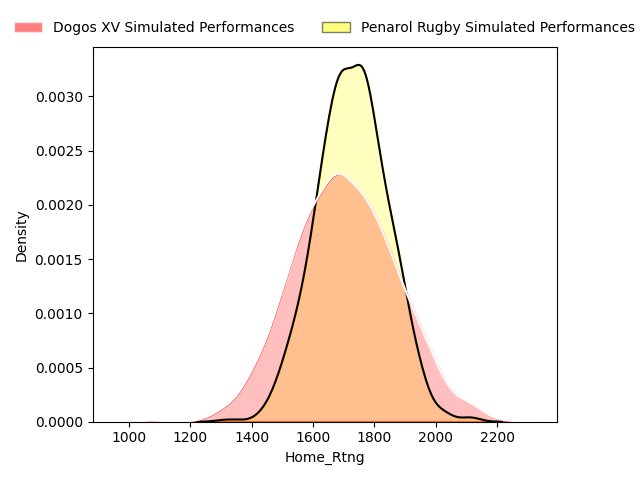 Dogos XV Simulated Performances Penarol Rugby Simulated Performances
0.0030
0.0025
0.0020
0.0015
0.0010
0.0005
0.0000
Density
1000 1200 1400 1600 1800 2000 2200
Home_Rtng